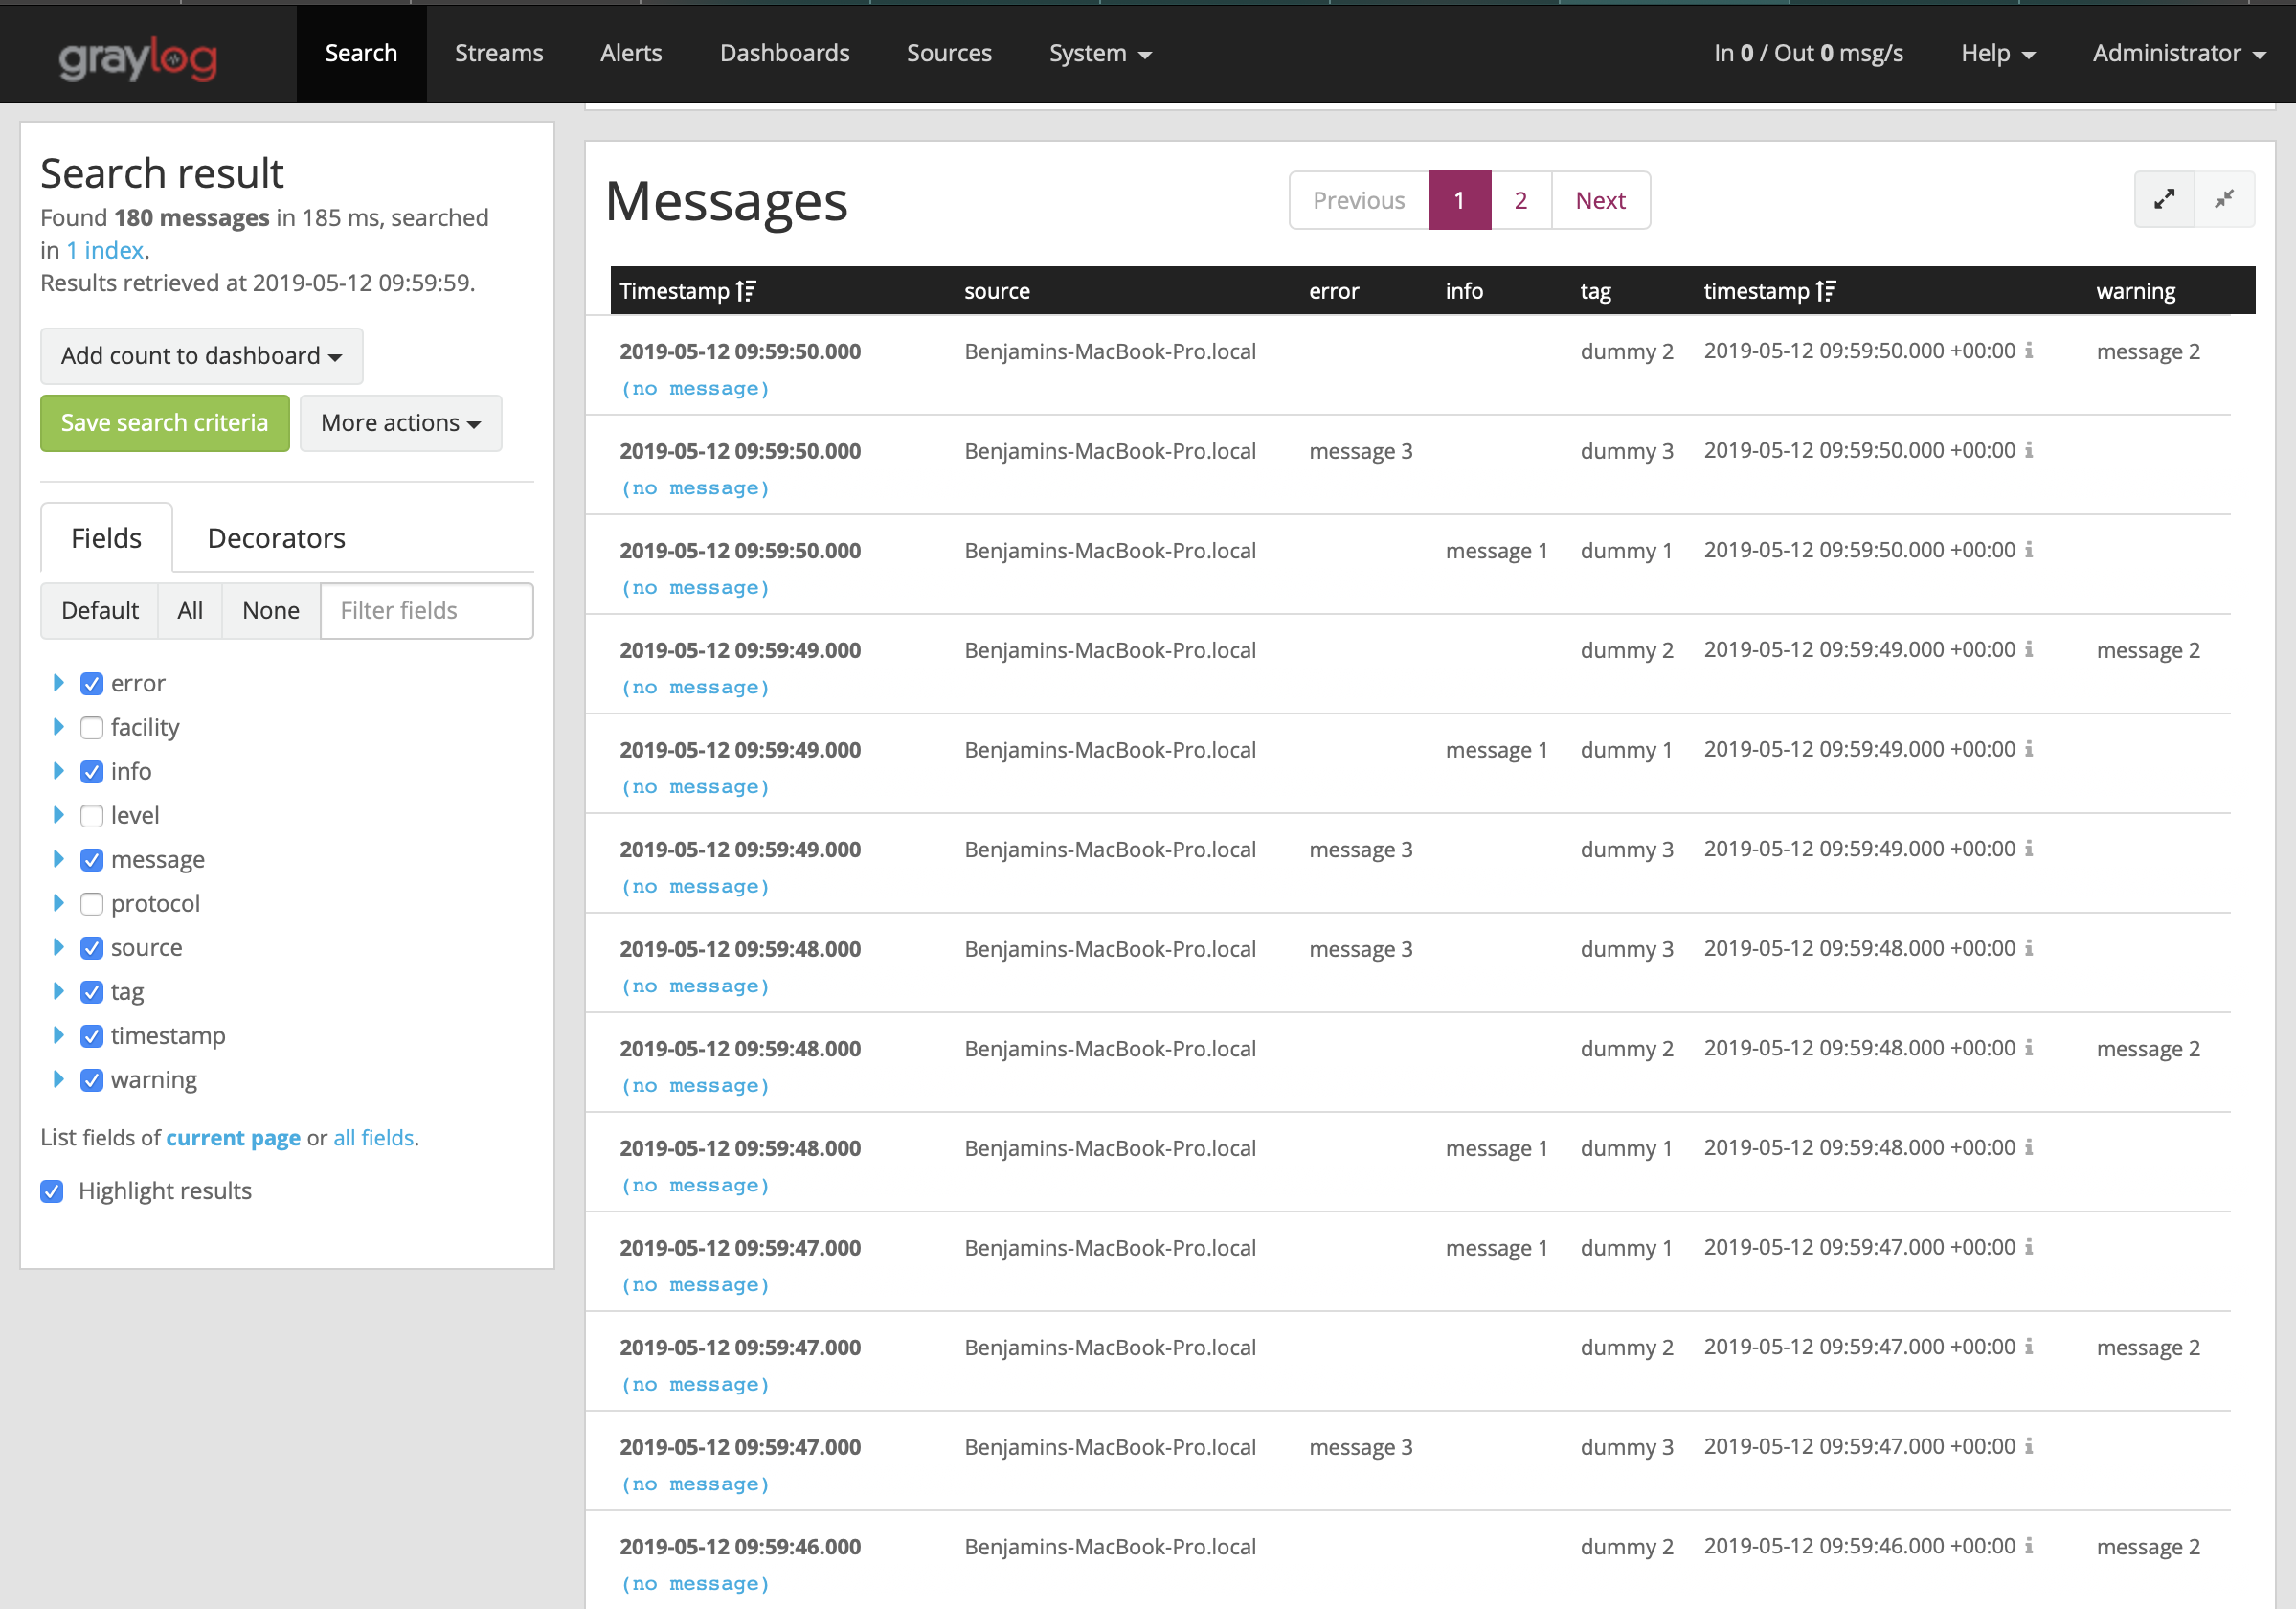 graylog Search Streams Alerts Dashboards Sources System In 0 / Out 0 msg/s Help Administrator
Search result
Found 180 messages in 185 ms, searched
in 1 index.
Results retrieved at 2019-05-12 09:59:59.
Add count to dashboard
Save search criteria More actions
Fields Decorators
Default All None Filter fields
error
facility
info
level
message
protocol
source
tag
timestamp
warning
List fields of current page or all fields.
Highlight results
Messages Previous 1 2 Next
Timestamp source error info tag timestamp warning
2019-05-12 09:59:50.000 Benjamins-MacBook-Pro.local dummy 2 2019-05-12 09:59:50.000 +00:00 message 2
(no message)
2019-05-12 09:59:50.000 Benjamins-MacBook-Pro.local message 3 dummy 3 2019-05-12 09:59:50.000 +00:00
(no message)
2019-05-12 09:59:50.000 Benjamins-MacBook-Pro.local message 1 dummy 1 2019-05-12 09:59:50.000 +00:00
(no message)
2019-05-12 09:59:49.000 Benjamins-MacBook-Pro.local dummy 2 2019-05-12 09:59:49.000 +00:00 message 2
(no message)
2019-05-12 09:59:49.000 Benjamins-MacBook-Pro.local message 1 dummy 1 2019-05-12 09:59:49.000 +00:00
(no message)
2019-05-12 09:59:49.000 Benjamins-MacBook-Pro.local message 3 dummy 3 2019-05-12 09:59:49.000 +00:00
(no message)
2019-05-12 09:59:48.000 Benjamins-MacBook-Pro.local message 3 dummy 3 2019-05-12 09:59:48.000 +00:00
(no message)
2019-05-12 09:59:48.000 Benjamins-MacBook-Pro.local dummy 2 2019-05-12 09:59:48.000 +00:00 message 2
(no message)
2019-05-12 09:59:48.000 Benjamins-MacBook-Pro.local message 1 dummy 1 2019-05-12 09:59:48.000 +00:00
(no message)
2019-05-12 09:59:47.000 Benjamins-MacBook-Pro.local message 1 dummy 1 2019-05-12 09:59:47.000 +00:00
(no message)
2019-05-12 09:59:47.000 Benjamins-MacBook-Pro.local dummy 2 2019-05-12 09:59:47.000 +00:00 message 2
(no message)
2019-05-12 09:59:47.000 Benjamins-MacBook-Pro.local message 3 dummy 3 2019-05-12 09:59:47.000 +00:00
(no message)
2019-05-12 09:59:46.000 Benjamins-MacBook-Pro.local dummy 2 2019-05-12 09:59:46.000 +00:00 message 2
(no message)